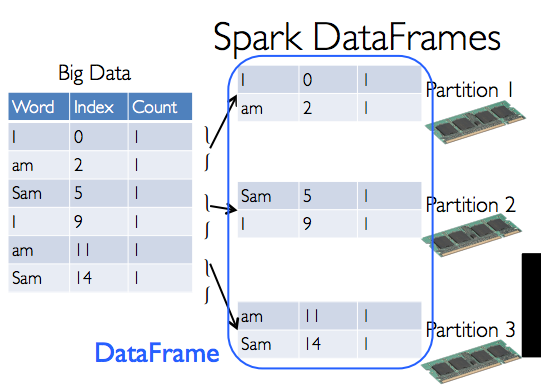 Spark DataFrames
Big Data
Word Index Count
I 0 1
am 2 1
Sam 5 1
I 9 1
am 11 1
Sam 14 1
I 0 1
am 2 1
Partition 1
Sam 5 1
I 9 1
Partition 2
am 11 1
Sam 14 1
Partition 3
DataFrame